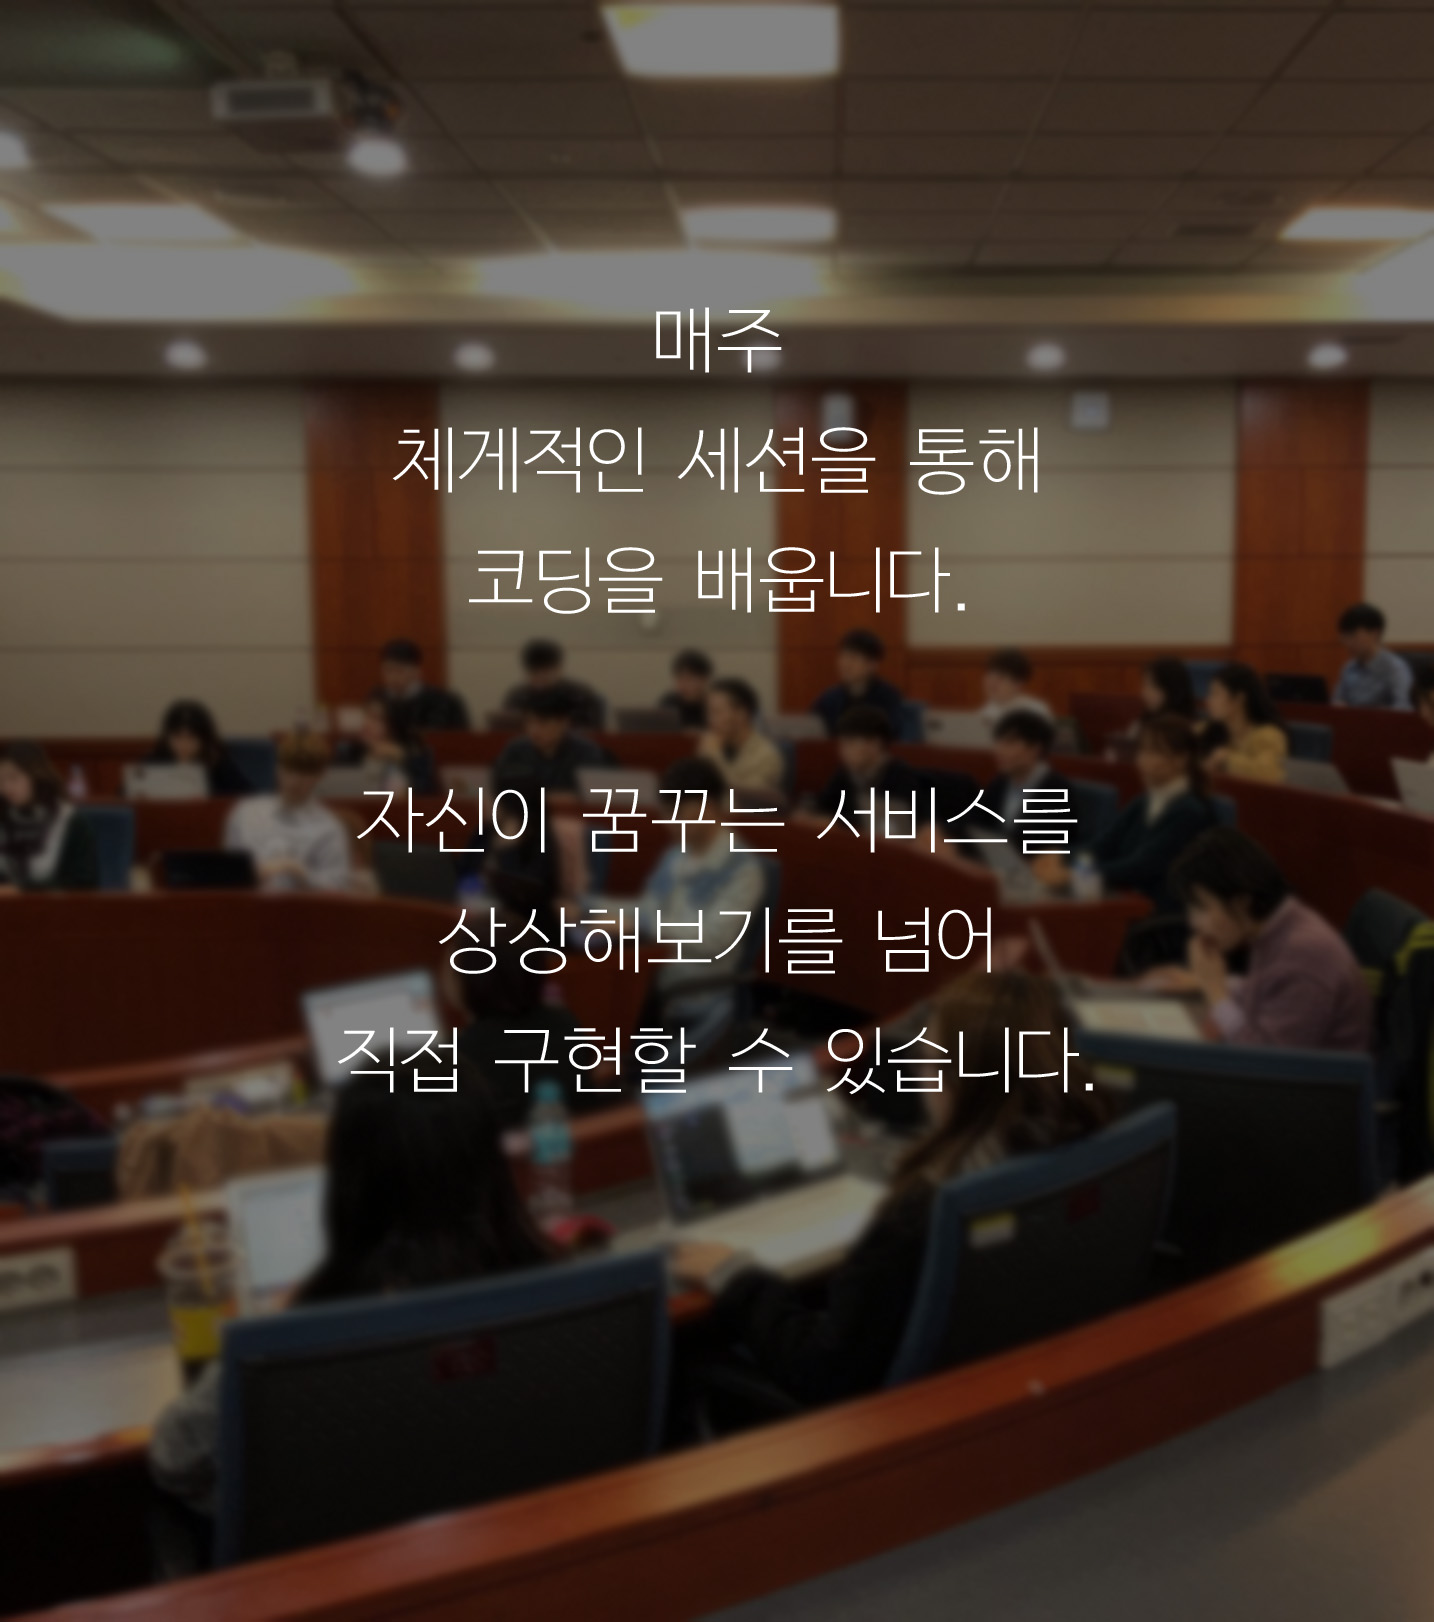 매주
체게적인 세션을 통해
코딩을 배웁니다.
자신이 꿈꾸는 서비스를
상상해보기를 넘어
직접 구현할 수 있습니다.